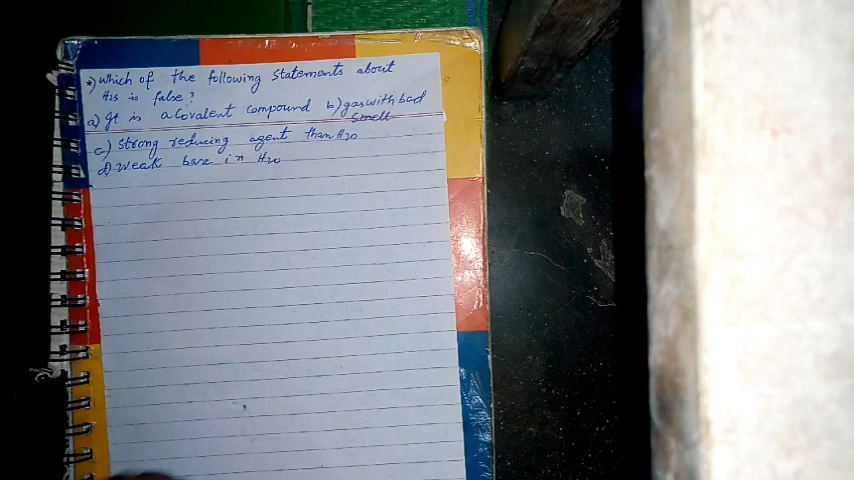 *) Which of the following statements about
H2S is false?
a) It is a Covalent compound b) gas with bad
smell
c) strong reducing agent than H2O
d) weak base in H2O